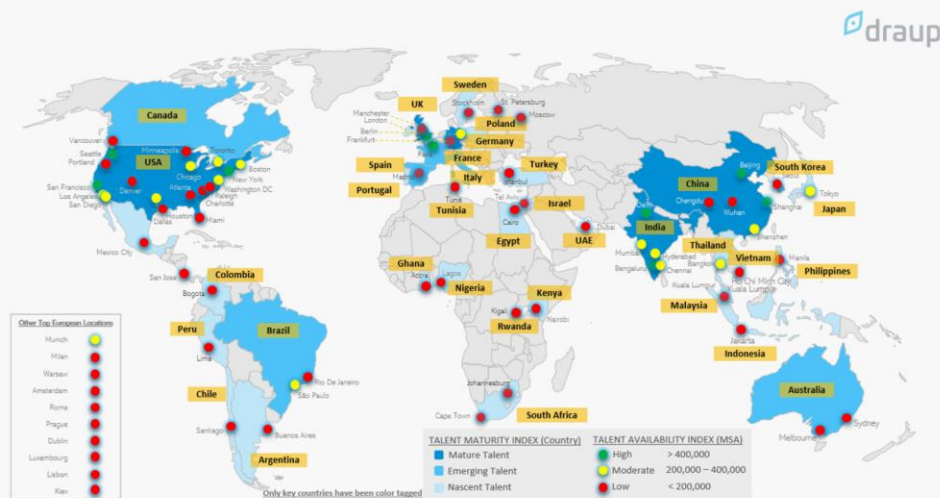 draup
Sweden
Stockholm
St. Petersburg
Moscow
UK
Manchester
London
Berlin
Frankfurt
Paris
Poland
Germany
France
Spain
Madrid
Portugal
Italy
Turkey
Istanbul
Tunisia
Tunis
Tel Aviv
Israel
Egypt
Cairo
UAE
Dubai
Canada
Vancouver
Seattle
Portland
Minneapolis
Toronto
USA
Chicago
Boston
New York
Washington DC
San Francisco
Los Angeles
San Diego
Denver
Atlanta
Raleigh
Charlotte
Houston
Dallas
Miami
Mexico City
San Jose
Colombia
Bogota
Peru
Lima
Brazil
Rio De Janeiro
São Paulo
Chile
Santiago
Buenos Aires
Argentina
Ghana
Accra
Lagos
Nigeria
Kenya
Nairobi
Kigali
Rwanda
Johannesburg
Cape Town
South Africa
China
Beijing
Chengdu
Wuhan
Shanghai
Shenzhen
South Korea
Seoul
Tokyo
Japan
India
Delhi
Mumbai
Hyderabad
Bengaluru
Chennai
Thailand
Bangkok
Vietnam
Ho Chi Minh City
Manila
Philippines
Kuala Lumpur
Kuala Lumpur
Malaysia
Jakarta
Indonesia
Australia
Sydney
Melbourne
Other Top European Locations
Munich
Milan
Warsaw
Amsterdam
Rome
Prague
Dublin
Luxembourg
Lisbon
Kiev
TALENT MATURITY INDEX (Country)
Mature Talent
Emerging Talent
Nascent Talent
TALENT AVAILABILITY INDEX (MSA)
High > 400,000
Moderate 200,000 – 400,000
Low < 200,000
Only key countries have been color tagged